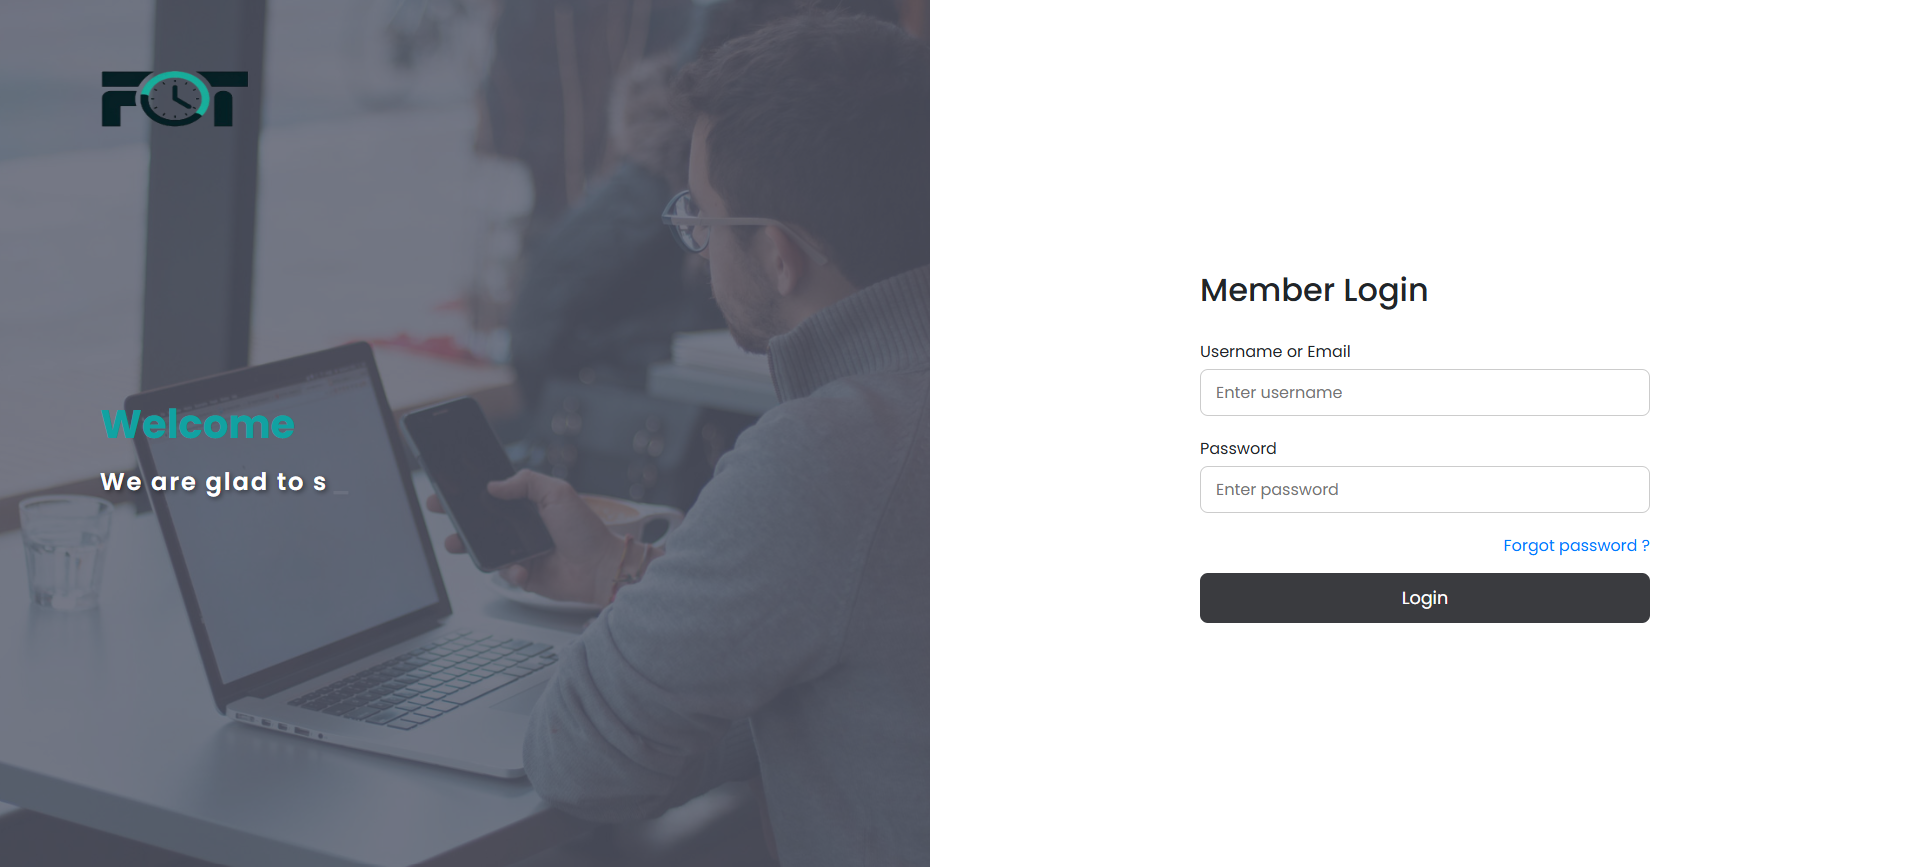 FOT
Welcome
We are glad to s _
Member Login
Username or Email
Enter username
Password
Enter password
Forgot password ?
Login